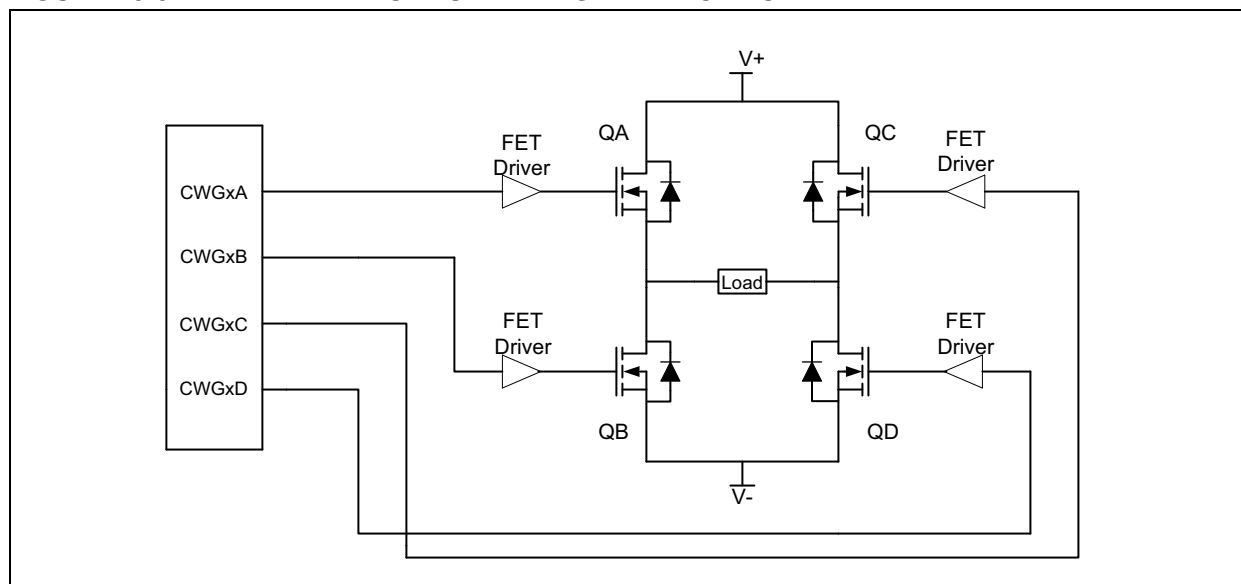 V+
QA
QC
FET
Driver
FET
Driver
CWGxA
CWGxB
CWGxC
CWGxD
Load
FET
Driver
FET
Driver
QB
QD
V-